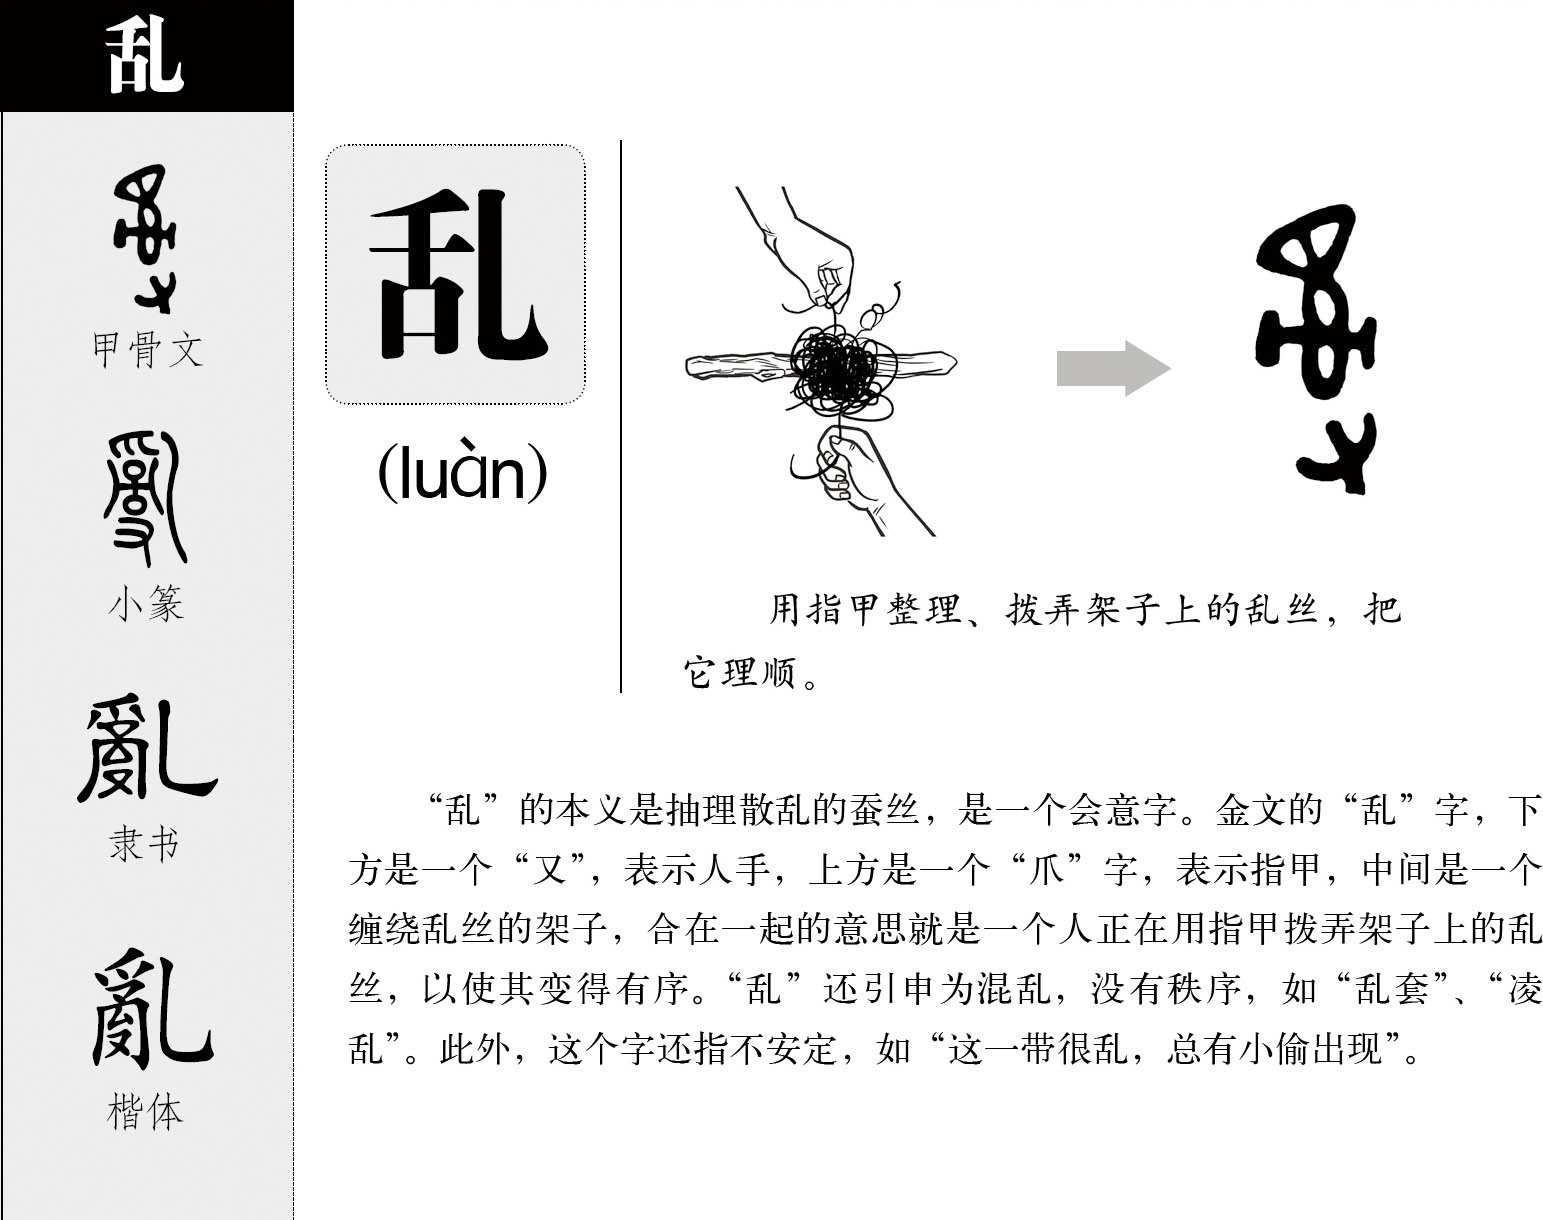 乱
甲骨文
小篆
隶书
亂
楷体
乱
(luàn)
用指甲整理、拨弄架子上的乱丝，把
它理顺。
“乱”的本义是抽理散乱的蚕丝，是一个会意字。金文的“乱”字，下
方是一个“又”，表示人手，上方是一个“爪”字，表示指甲，中间是一个
缠绕乱丝的架子，合在一起的意思就是一个人正在用指甲拨弄架子上的乱
丝，以使其变得有序。“乱”还引申为混乱，没有秩序，如“乱套”、“凌
乱”。此外，这个字还指不安定，如“这一带很乱，总有小偷出现”。